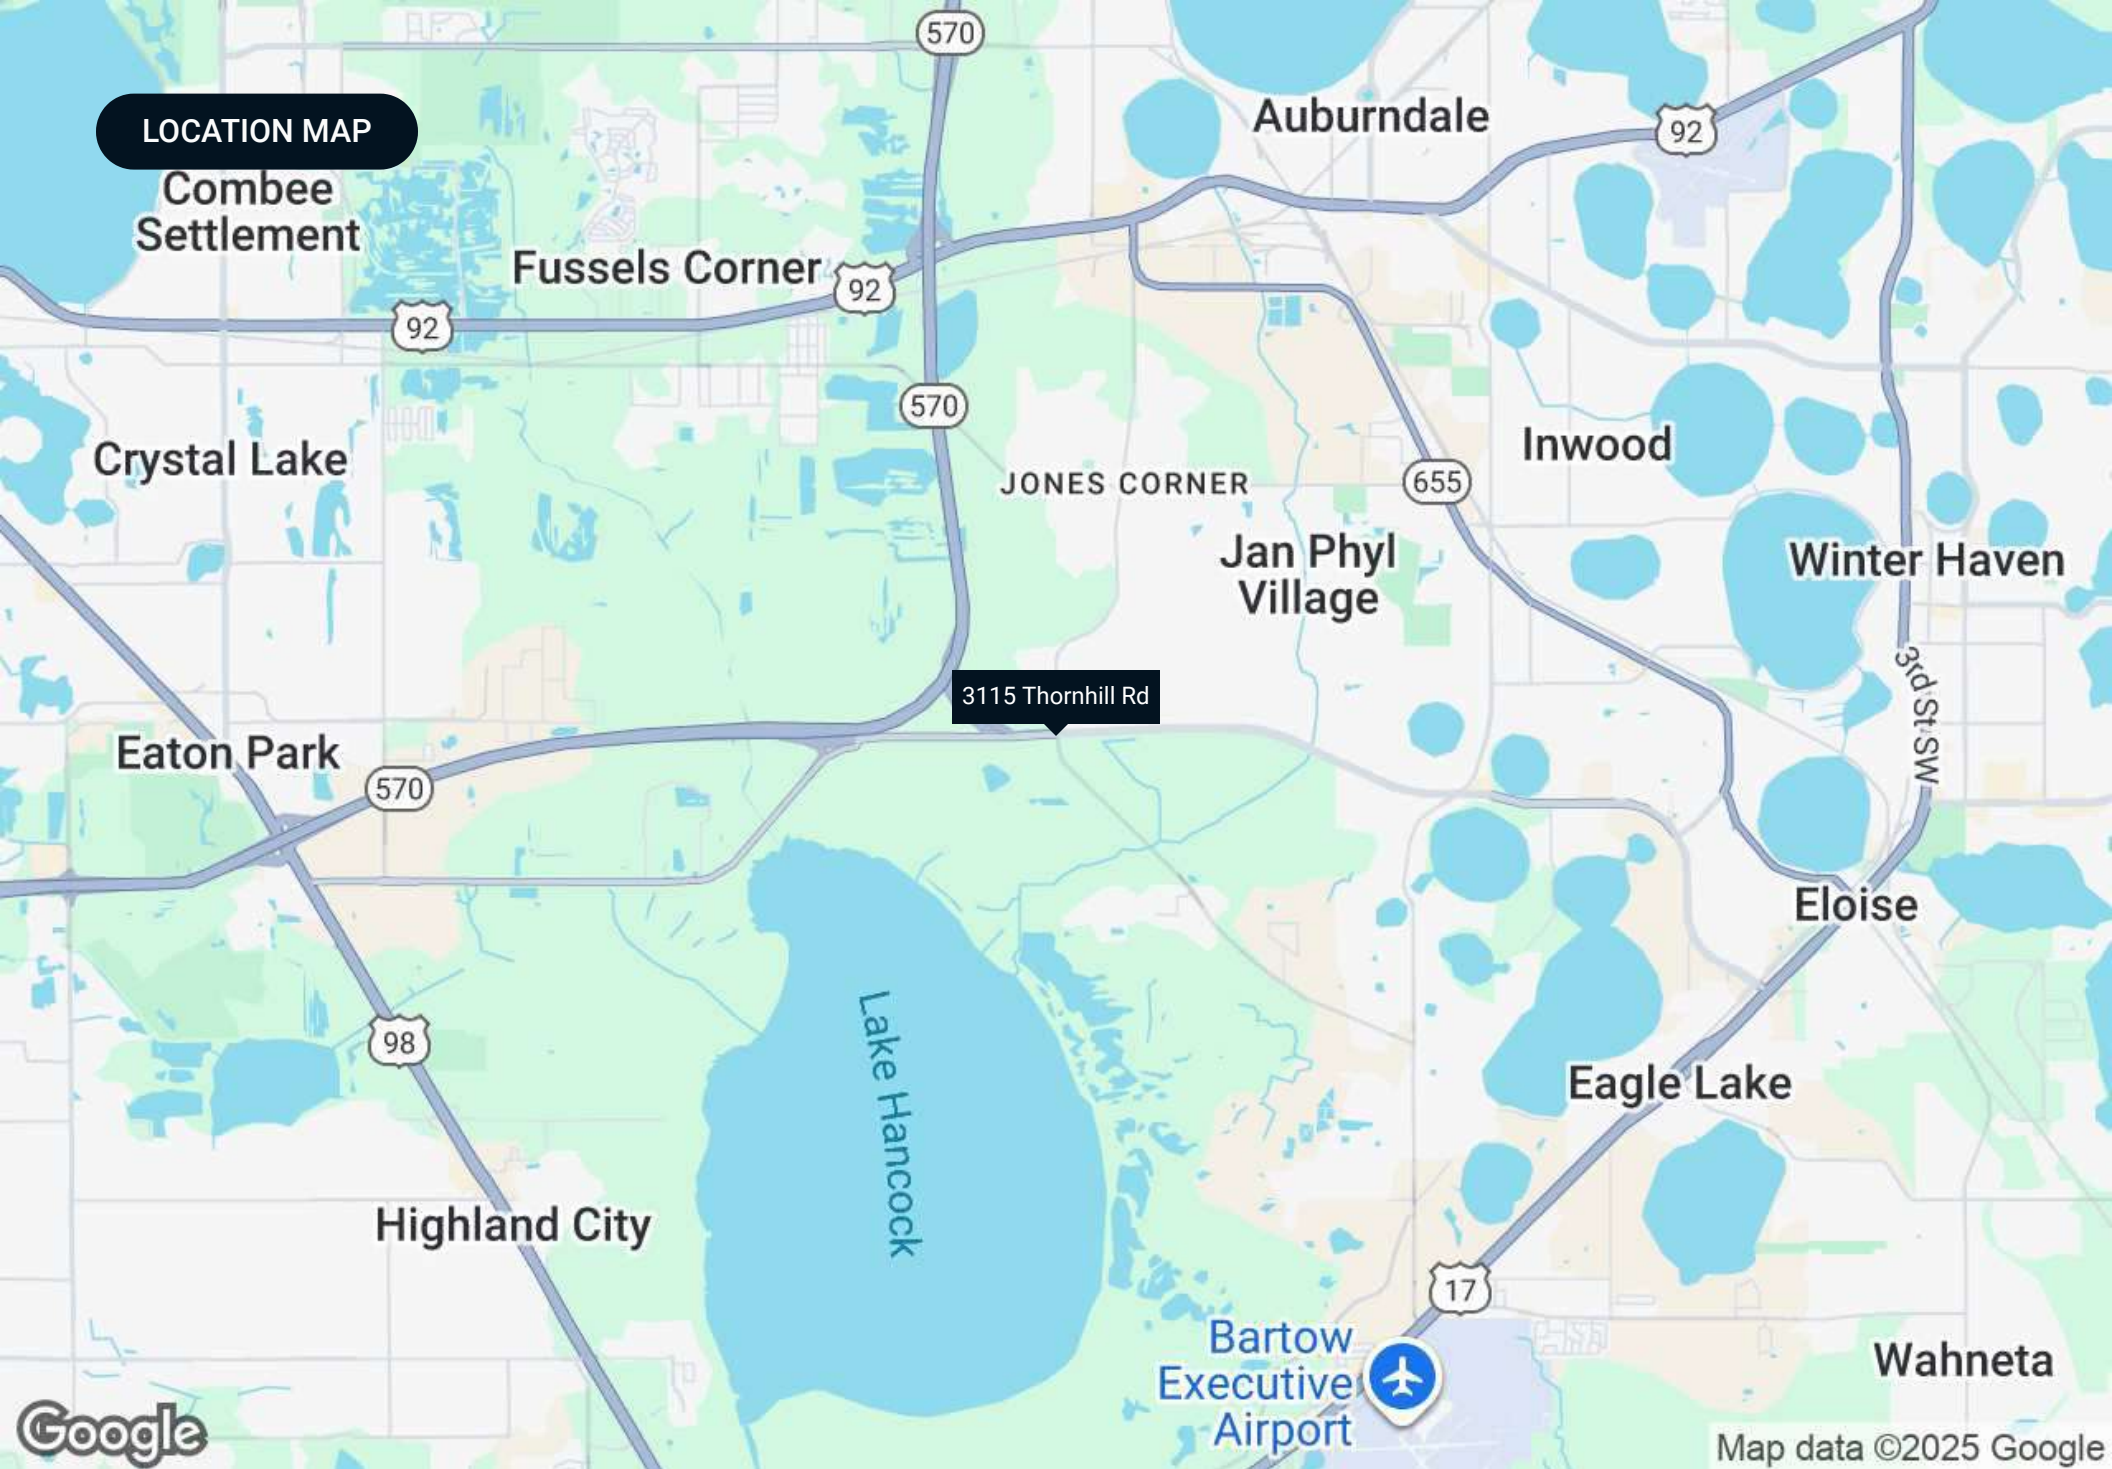 570
LOCATION MAP
Auburndale
92
Combee
Settlement
Fussels Corner
92
92
570
Crystal Lake
JONES CORNER
655
Inwood
Jan Phyl
Village
Winter Haven
3115 Thornhill Rd
3rd St SW
Eaton Park
570
Eloise
98
Lake Hancock
Eagle Lake
Highland City
17
Bartow
Executive
Airport
Wahneta
Google
Map data ©2025 Google